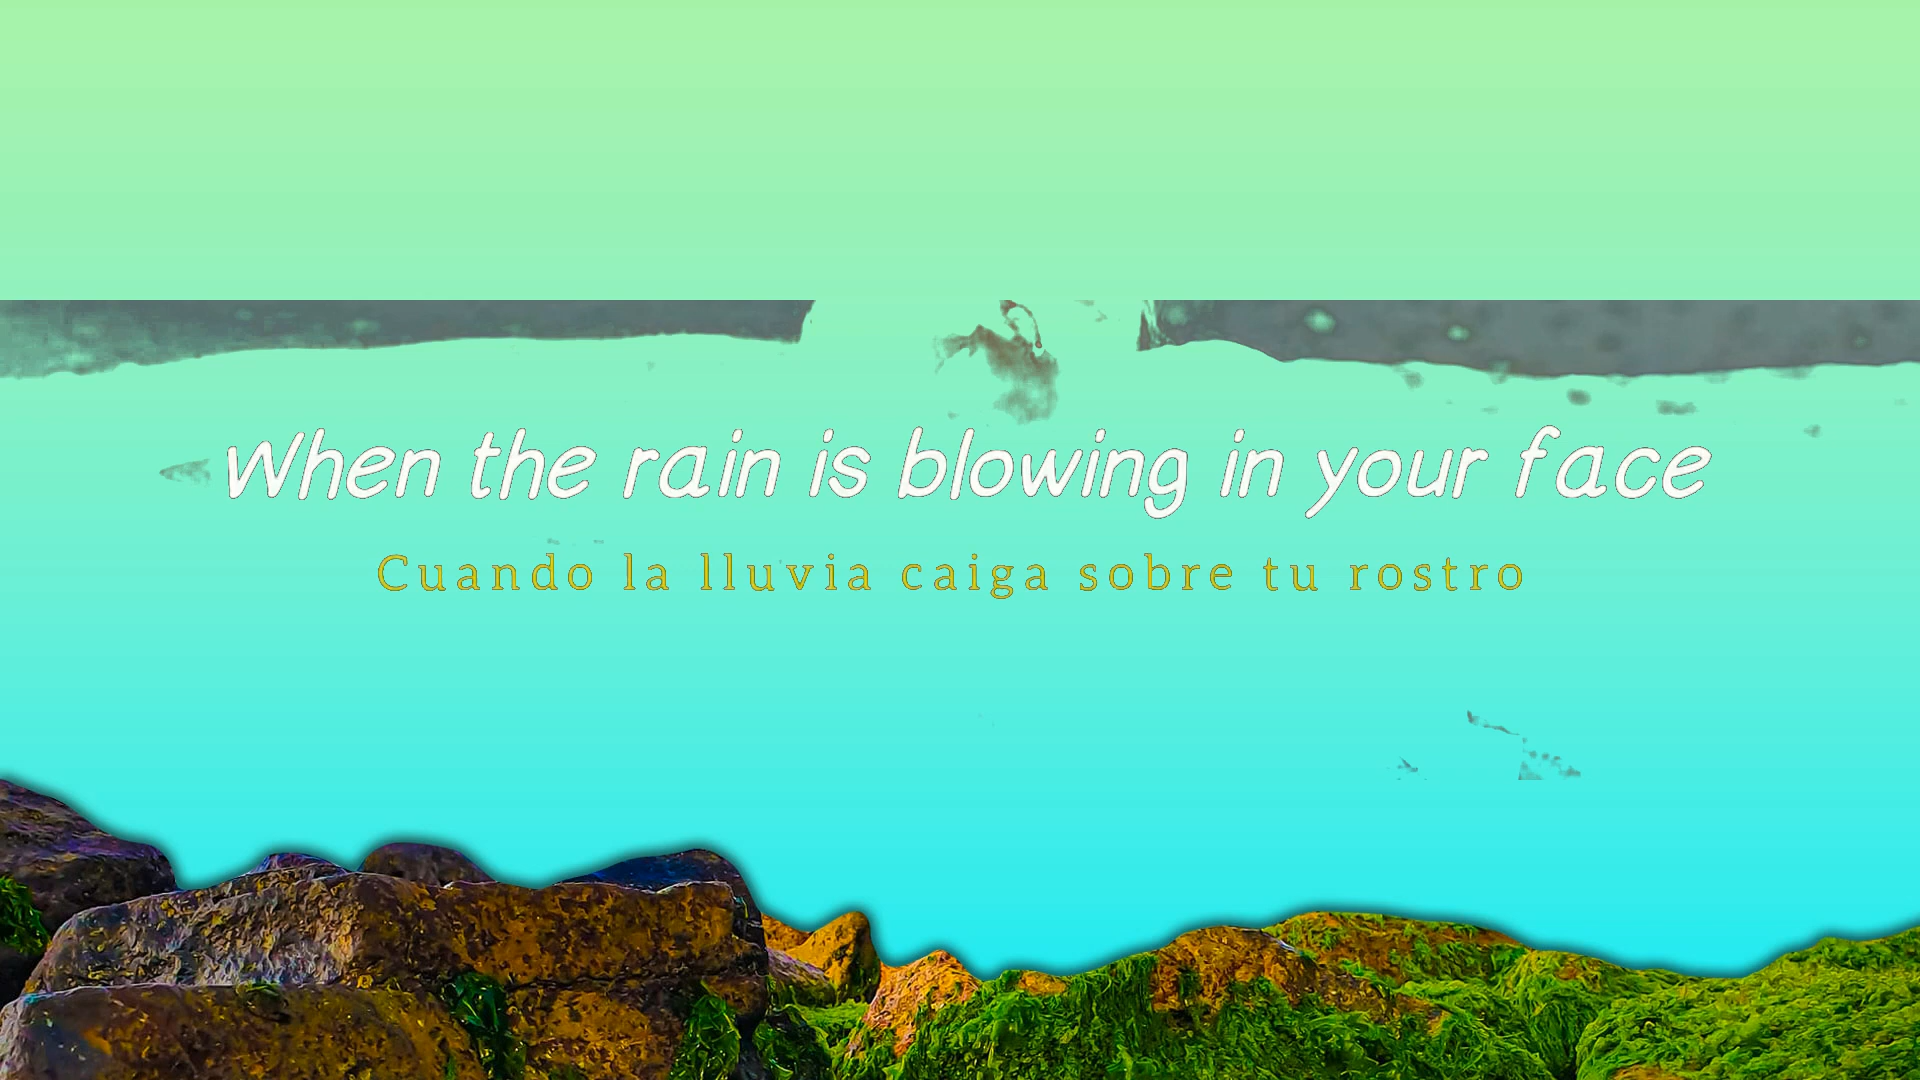 When the rain is blowing in your face
Cuando la lluvia caiga sobre tu rostro